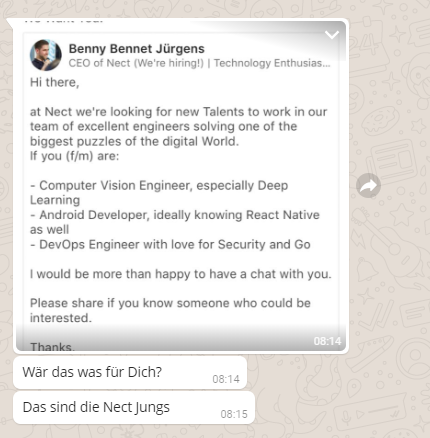 We Want You!
Benny Bennet Jürgens
CEO of Nect (We're hiring!) | Technology Enthusias...
Hi there,
at Nect we're looking for new Talents to work in our
team of excellent engineers solving one of the
biggest puzzles of the digital World.
If you (f/m) are:
- Computer Vision Engineer, especially Deep
Learning
- Android Developer, ideally knowing React Native
as well
- DevOps Engineer with love for Security and Go
I would be more than happy to have a chat with you.
Please share if you know someone who could be
interested.
Thanks,
08:14
Wär das was für Dich?
08:14
Das sind die Nect Jungs
08:15